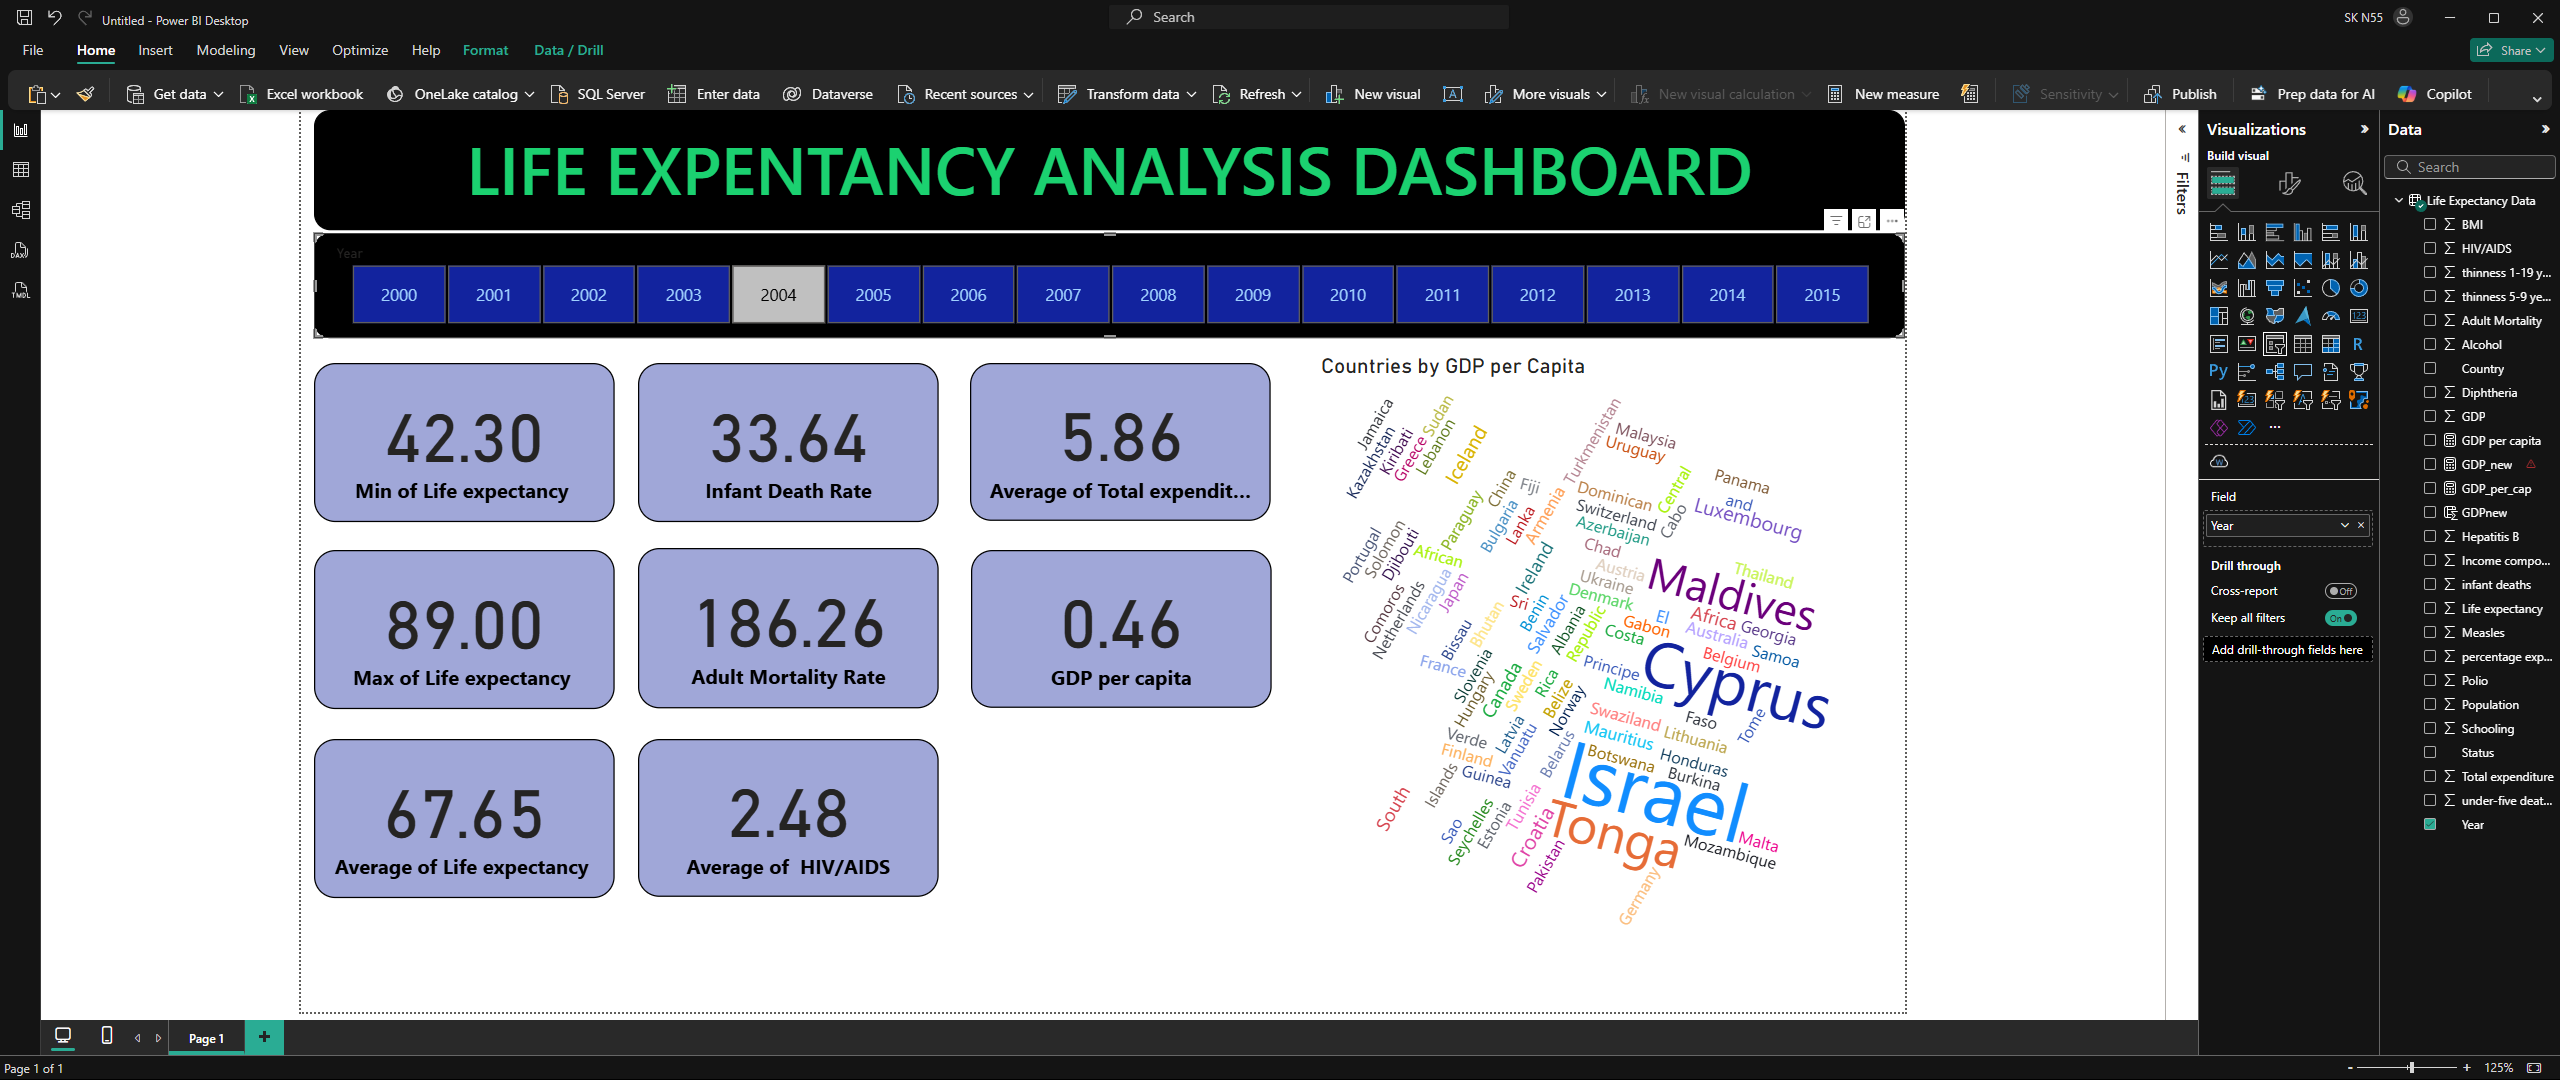 Untitled - Power BI Desktop
Search
SK N55
File Home Insert Modeling View Optimize Help Format Data / Drill
Share
Get data Excel workbook OneLake catalog SQL Server Enter data Dataverse Recent sources Transform data Refresh New visual More visuals New visual calculation New measure Sensitivity Publish Prep data for AI Copilot
LIFE EXPENTANCY ANALYSIS DASHBOARD
Year
2000 2001 2002 2003 2004 2005 2006 2007 2008 2009 2010 2011 2012 2013 2014 2015
42.30
Min of Life expectancy
33.64
Infant Death Rate
5.86
Average of Total expendit...
89.00
Max of Life expectancy
186.26
Adult Mortality Rate
0.46
GDP per capita
67.65
Average of Life expectancy
2.48
Average of HIV/AIDS
Countries by GDP per Capita
Jamaica
Kazakhstan
Kiribati
Greece
Sudan
Lebanon
Iceland
Turkmenistan
Malaysia
Uruguay
Panama
Central
and
Luxembourg
China
Fiji
Paraguay
Bulgaria
Lanka
Armenia
Dominican
Switzerland
Azerbaijan
Cabo
Portugal
Solomon
Djibouti
African
Ireland
Chad
Austria
Ukraine
Denmark
Maldives
Thailand
Comoros
Netherlands
Nicaragua
Japan
Sri
Benin
Salvador
Albania
Republic
El
Gabon
Costa
Africa
Georgia
Australia
Samoa
Belgium
Bissau
Bhutan
France
Slovenia
Hungary
Canada
Sweden
Rica
Belize
Norway
Principe
Namibia
Cyprus
Swaziland
Faso
Tome
Mauritius
Lithuania
Verde
Finland
Guinea
Latvia
Vanuatu
Belarus
Botswana
Honduras
Burkina
Israel
Islands
South
Sao
Seychelles
Estonia
Tunisia
Croatia
Pakistan
Tonga
Malta
Mozambique
Germany
Filters
Visualizations
Build visual
123
R
Py
Field
Year
Drill through
Cross-report
Off
Keep all filters
On
Add drill-through fields here
Data
Search
Life Expectancy Data
BMI
HIV/AIDS
thinness 1-19 y...
thinness 5-9 ye...
Adult Mortality
Alcohol
Country
Diphtheria
GDP
GDP per capita
GDP_new
GDP_per_cap
GDPnew
Hepatitis B
Income compo...
infant deaths
Life expectancy
Measles
percentage exp...
Polio
Population
Schooling
Status
Total expenditure
under-five deat...
Year
DAX
TMDL
Page 1
Page 1 of 1
125%